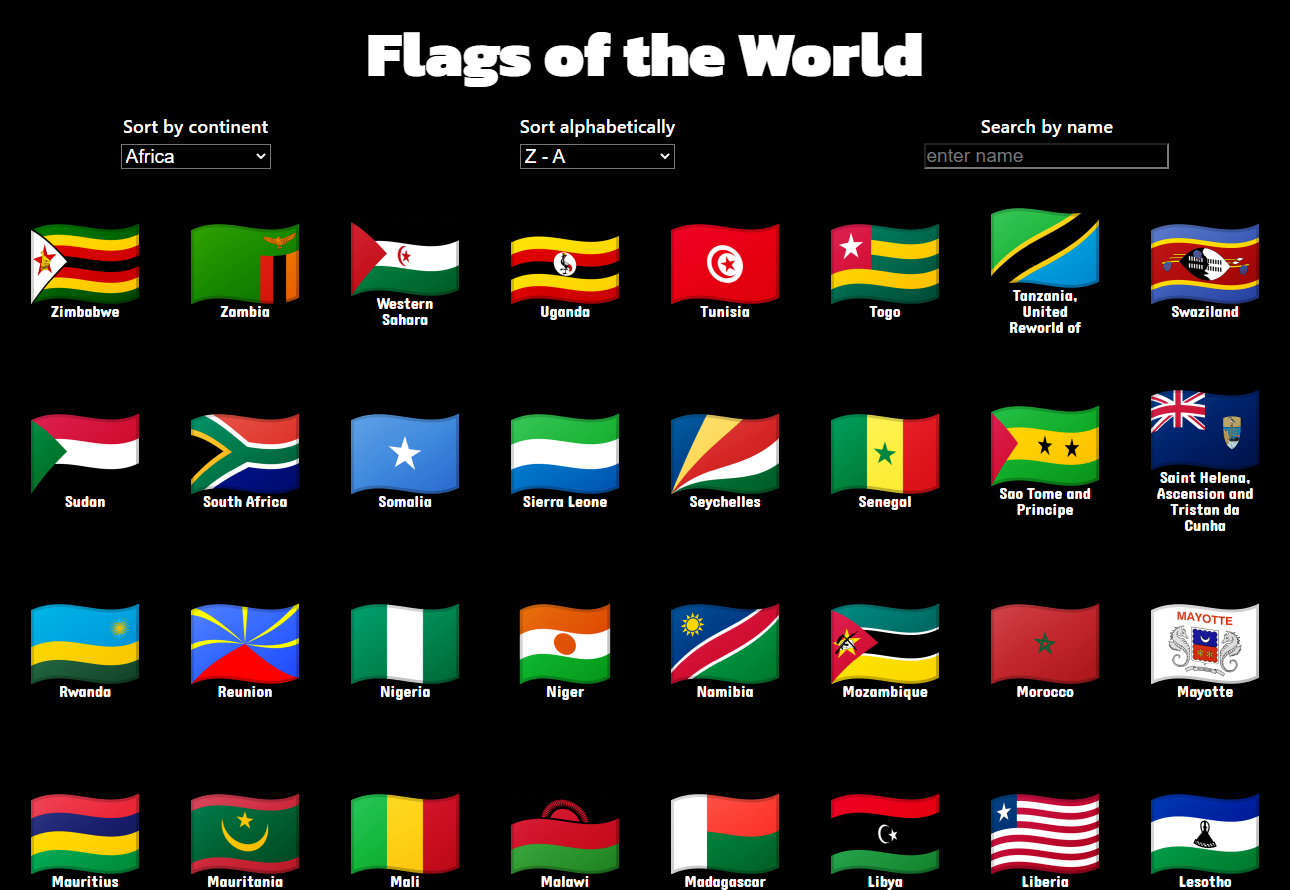 Flags of the World
Sort by continent
Sort alphabetically
Search by name
Africa
Z - A
enter name
Zimbabwe
Zambia
Western
Sahara
Uganda
Tunisia
Togo
Tanzania,
United
Reworld of
Swaziland
Sudan
South Africa
Somalia
Sierra Leone
Seychelles
Senegal
Sao Tome and
Principe
Saint Helena,
Ascension and
Tristan da
Cunha
Rwanda
Reunion
Nigeria
Niger
Namibia
Mozambique
Morocco
MAYOTTE
Mayotte
Mauritius
Mauritania
Mali
Malawi
Madagascar
Libya
Liberia
Lesotho